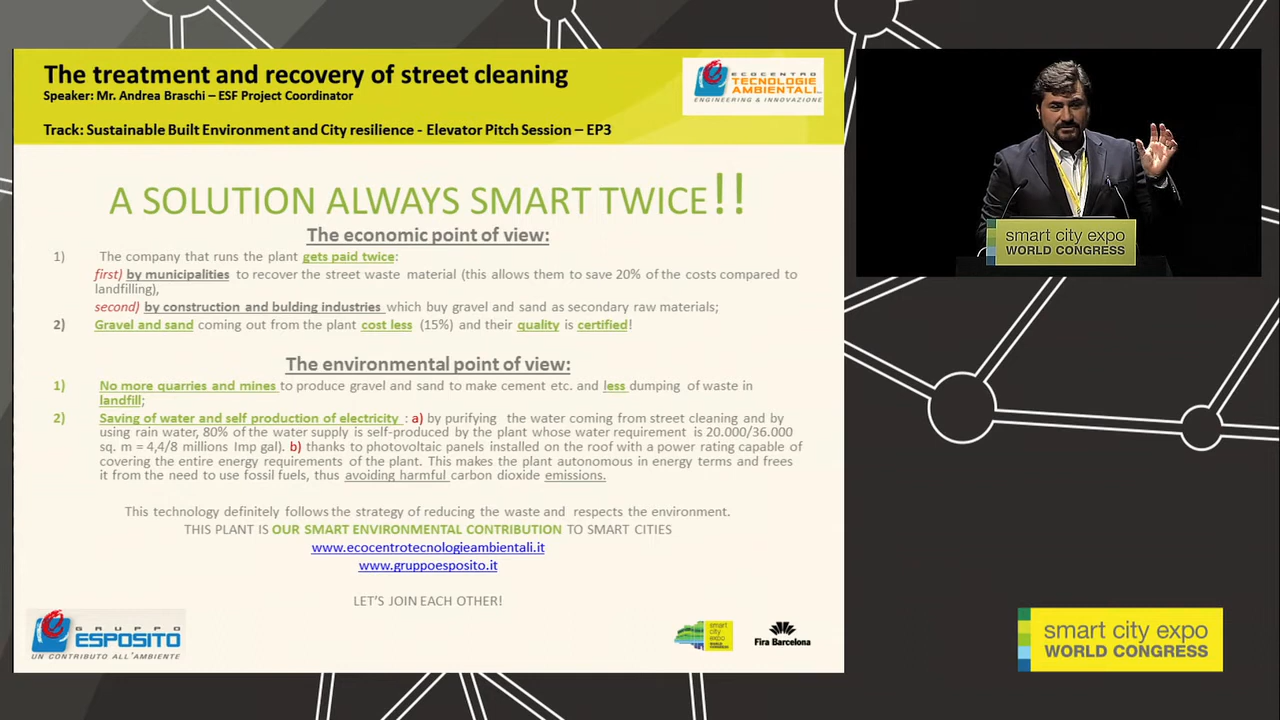 The treatment and recovery of street cleaning
Speaker: Mr. Andrea Braschi – ESF Project Coordinator
Track: Sustainable Built Environment and City resilience - Elevator Pitch Session – EP3
ECOCENTRO
TECNOLOGIE
AMBIENTALI
ENGINEERING & INNOVAZIONE
A SOLUTION ALWAYS SMART TWICE!!
The economic point of view:
1) The company that runs the plant gets paid twice:
first) by municipalities to recover the street waste material (this allows them to save 20% of the costs compared to
landfilling),
second) by construction and bulding industries which buy gravel and sand as secondary raw materials;
2) Gravel and sand coming out from the plant cost less (15%) and their quality is certified!
The environmental point of view:
1) No more quarries and mines to produce gravel and sand to make cement etc. and less dumping of waste in
landfill;
2) Saving of water and self production of electricity : a) by purifying the water coming from street cleaning and by
using rain water, 80% of the water supply is self-produced by the plant whose water requirement is 20.000/36.000
sq. m = 4,4/8 millions Imp gal). b) thanks to photovoltaic panels installed on the roof with a power rating capable of
covering the entire energy requirements of the plant. This makes the plant autonomous in energy terms and frees
it from the need to use fossil fuels, thus avoiding harmful carbon dioxide emissions.
This technology definitely follows the strategy of reducing the waste and respects the environment.
THIS PLANT IS OUR SMART ENVIRONMENTAL CONTRIBUTION TO SMART CITIES
www.ecocentrotecnologieambientali.it
www.gruppoesposito.it
LET'S JOIN EACH OTHER!
GRUPPO
ESPOSITO
UN CONTRIBUTO ALL'AMBIENTE
smart
city
expo
Fira Barcelona
smart city expo
WORLD CONGRESS
smart city expo
WORLD CONGRESS